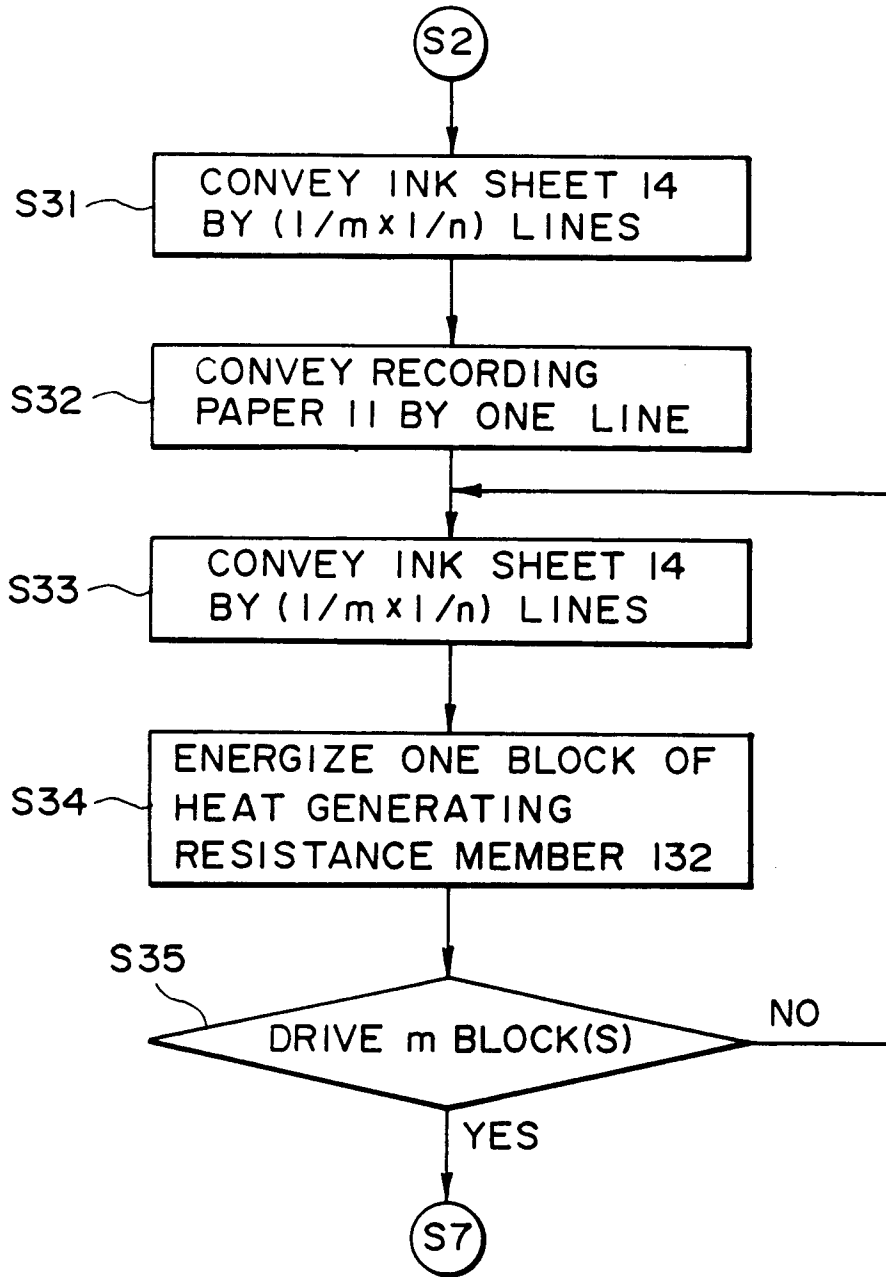 S2
S31
CONVEY INK SHEET 14
BY (1/m x 1/n) LINES
S32
CONVEY RECORDING
PAPER 11 BY ONE LINE
S33
CONVEY INK SHEET 14
BY (1/m x 1/n) LINES
S34
ENERGIZE ONE BLOCK OF
HEAT GENERATING
RESISTANCE MEMBER 132
S35
DRIVE m BLOCK(S)
NO
YES
S7